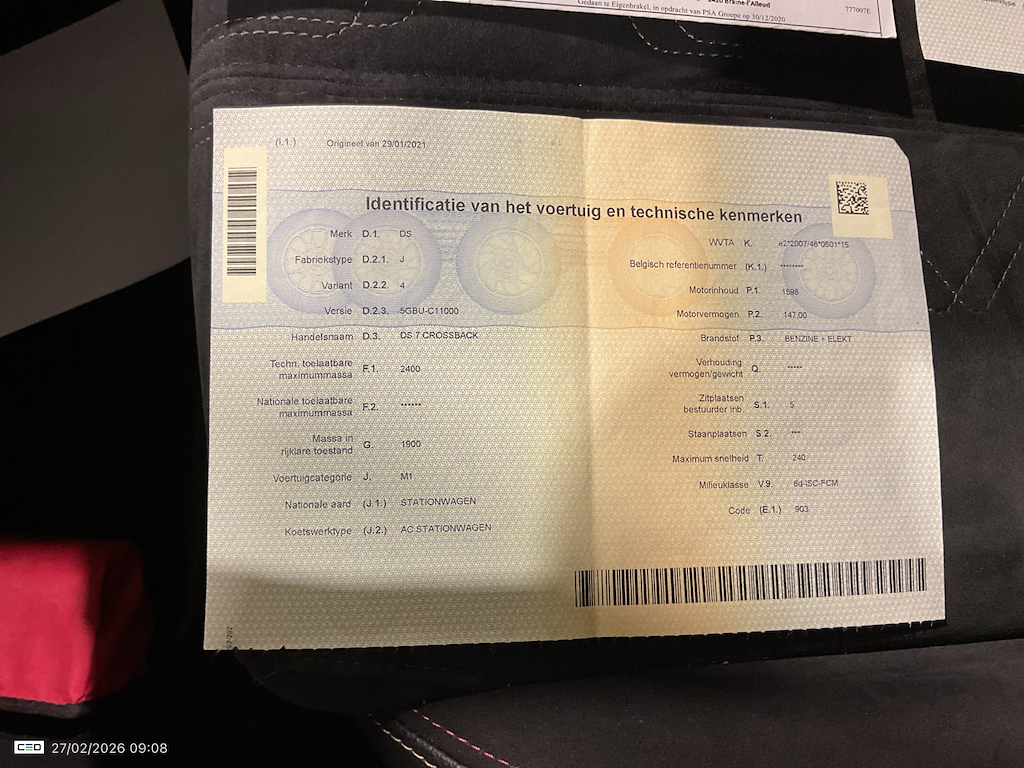 2420 Braine-l'Alleud
Gedaan te Eigenbrakel, in opdracht van PSA Groupe op 30/12/2020
777007E
(I.1.) Origineel van 29/01/2021
Identificatie van het voertuig en technische kenmerken
Merk D.1. DS
Fabriekstype D.2.1. J
Variant D.2.2. 4
Versie D.2.3. 5GBU-C11000
Handelsnaam D.3. DS 7 CROSSBACK
Techn. toelaatbare
maximummassa F.1. 2400
Nationale toelaatbare
maximummassa F.2. ******
Massa in
rijklare toestand G. 1900
Voertuigcategorie J. M1
Nationale aard (J.1.) STATIONWAGEN
Koetswerktype (J.2.) AC STATIONWAGEN
WVTA K. e2*2007/46*0601*15
Belgisch referentienummer (K.1.) ********
Motorinhoud P.1. 1598
Motorvermogen P.2. 147,00
Brandstof P.3. BENZINE + ELEKT
Verhouding
vermogen/gewicht Q. *****
Zitplaatsen
bestuurder inb. S.1. 5
Staanplaatsen S.2. ***
Maximum snelheid T. 240
Milieuklasse V.9. 6d-ISC-FCM
Code (E.1.) 903
CEO 27/02/2026 09:08